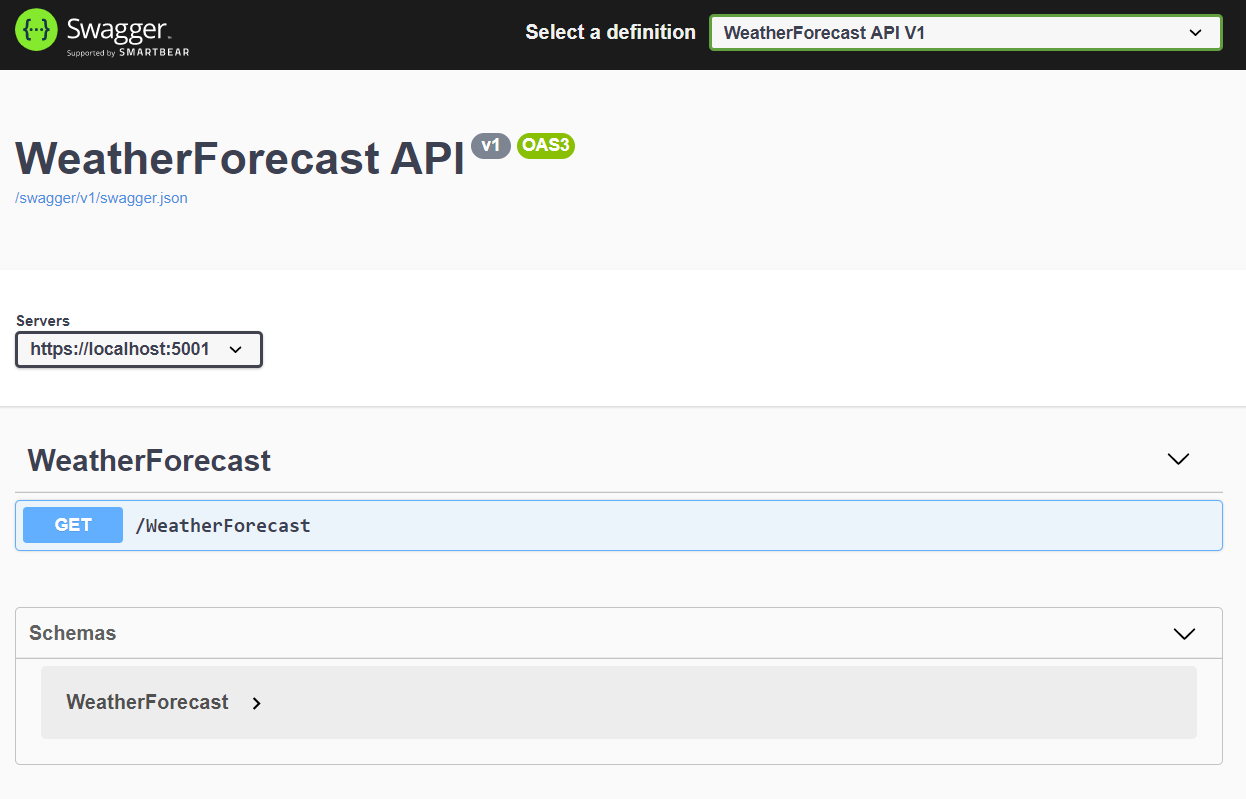 {··} Swagger™
Supported by SMARTBEAR
Select a definition
WeatherForecast API V1
WeatherForecast API v1 OAS3
/swagger/v1/swagger.json
Servers
https://localhost:5001
WeatherForecast
GET /WeatherForecast
Schemas
WeatherForecast